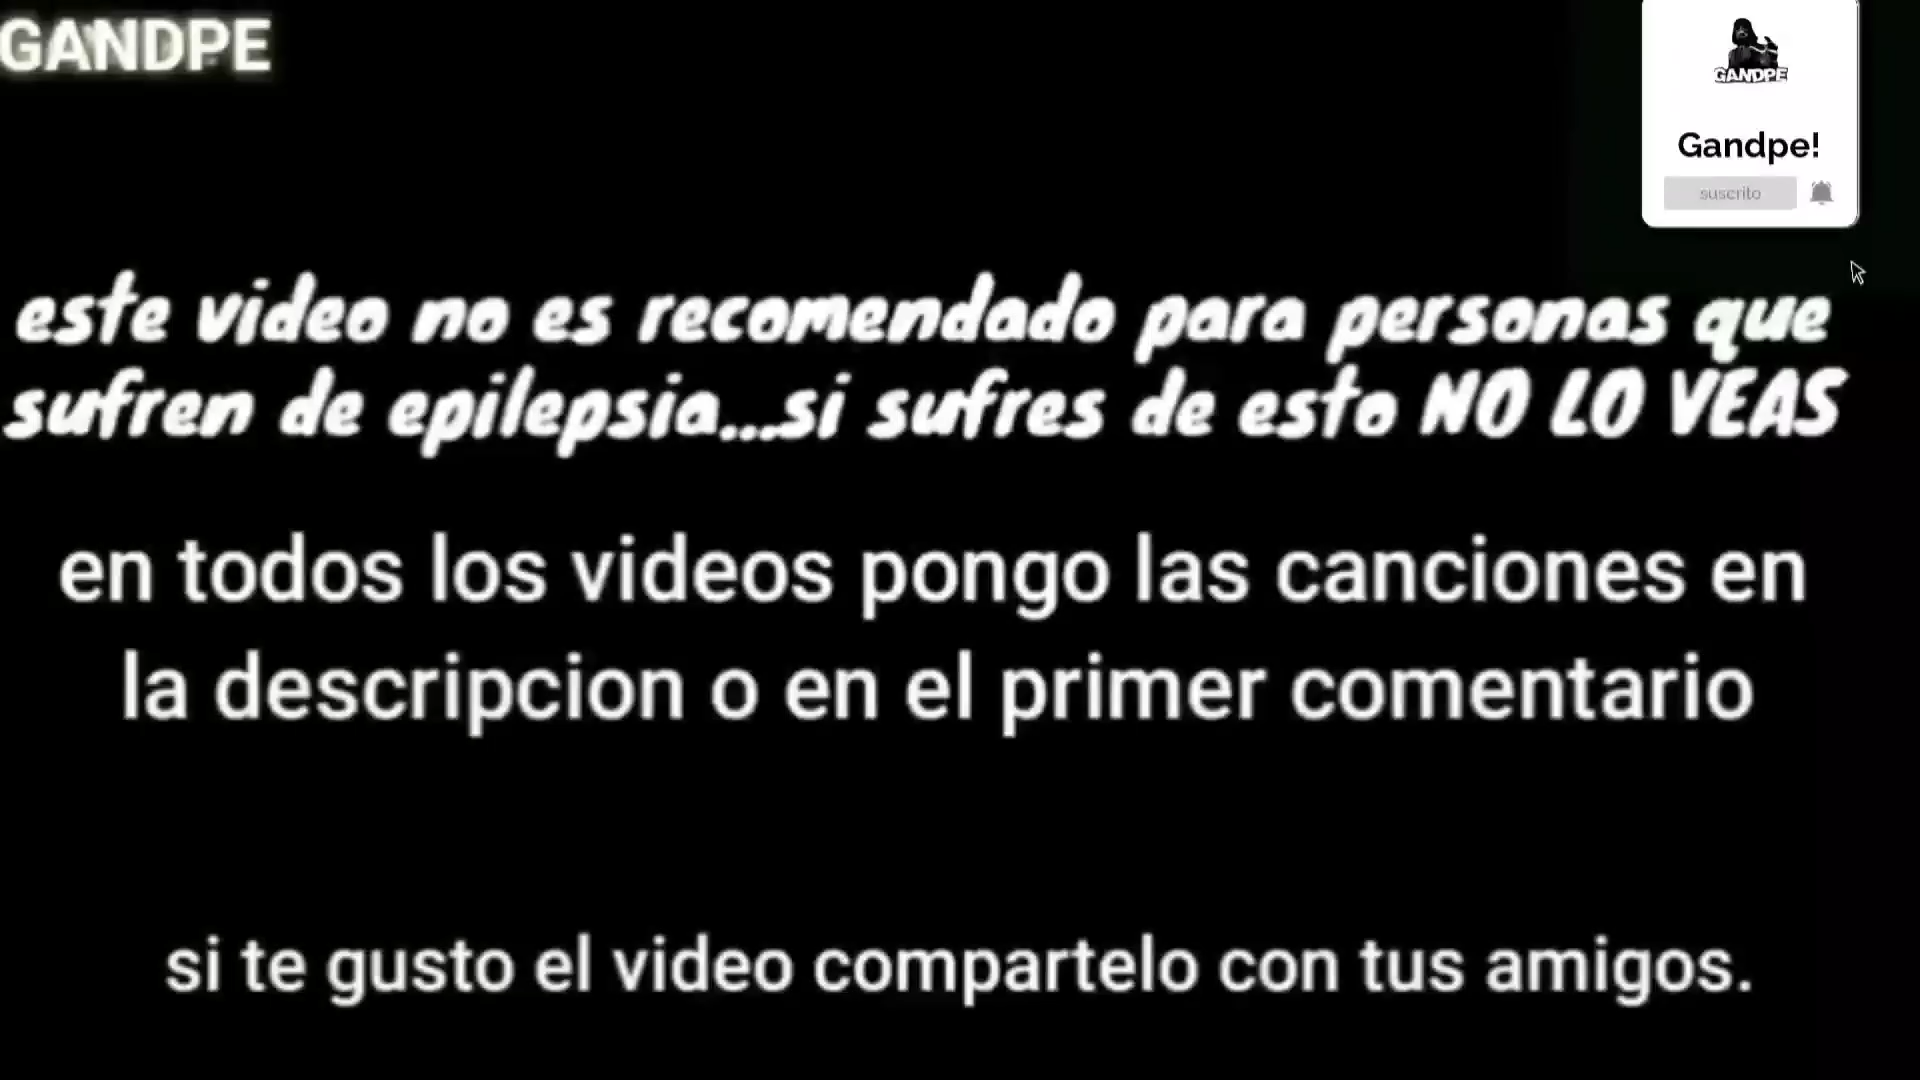 GANDPE
GANDPE
Gandpe!
suscrito
este video no es recomendado para personas que
sufren de epilepsia...si sufres de esto NO LO VEAS
en todos los videos pongo las canciones en
la descripcion o en el primer comentario
si te gusto el video compartelo con tus amigos.